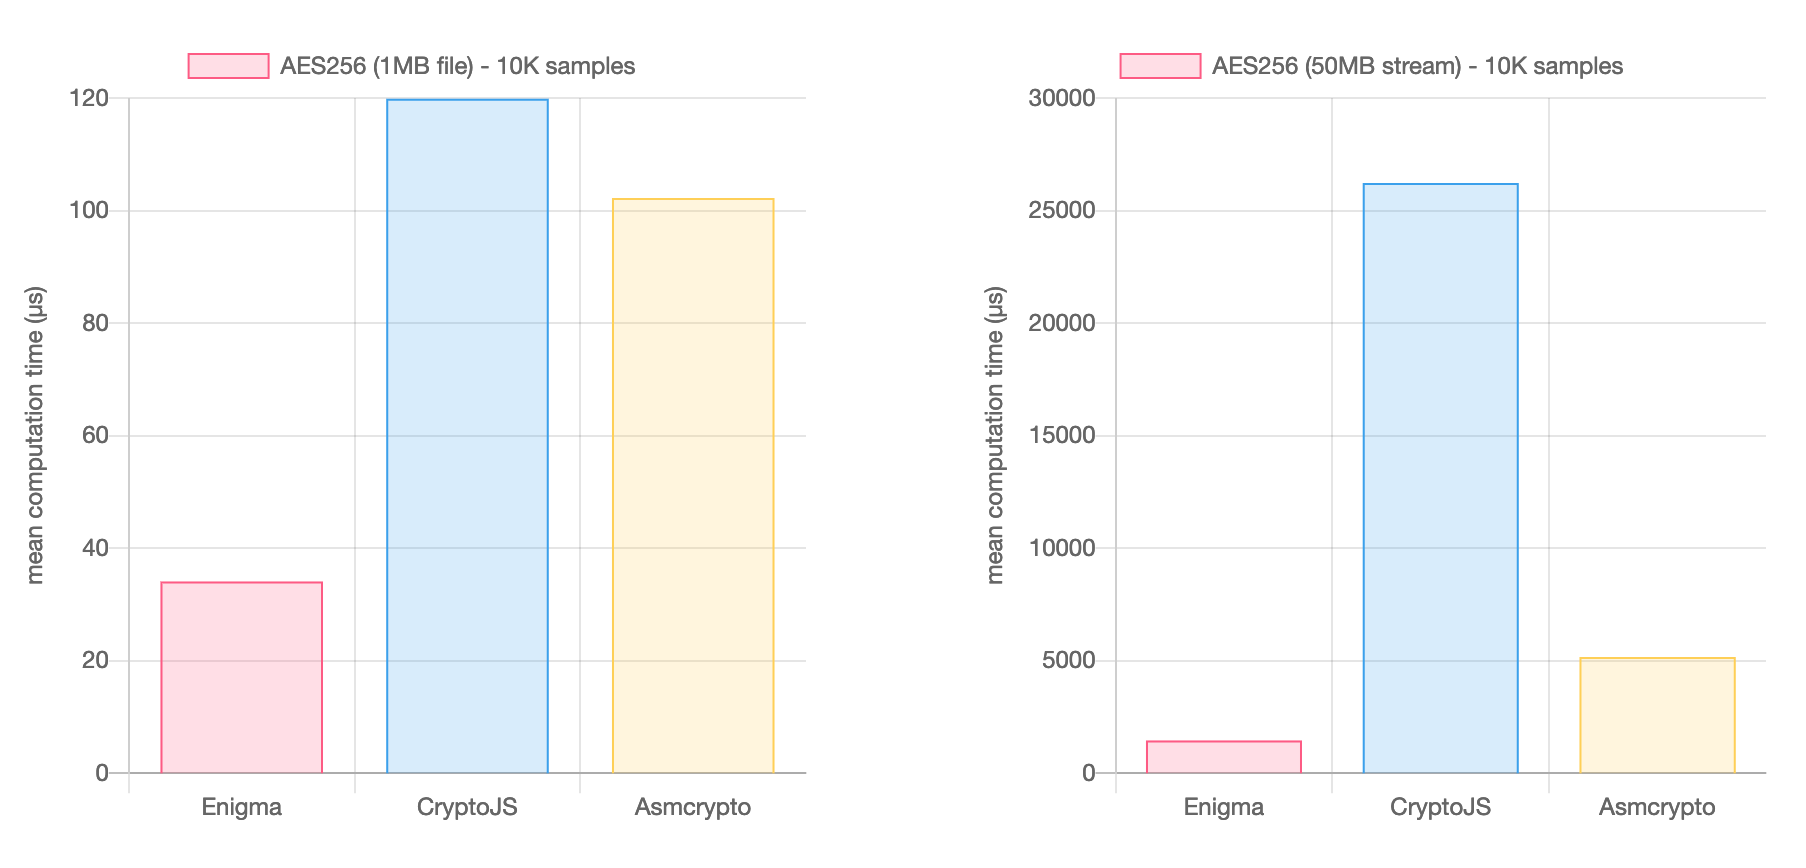 AES256 (1MB file) - 10K samples
120
100
80
60
40
20
0
mean computation time (µs)
Enigma
CryptoJS
Asmcrypto
AES256 (50MB stream) - 10K samples
30000
25000
20000
15000
10000
5000
0
mean computation time (µs)
Enigma
CryptoJS
Asmcrypto